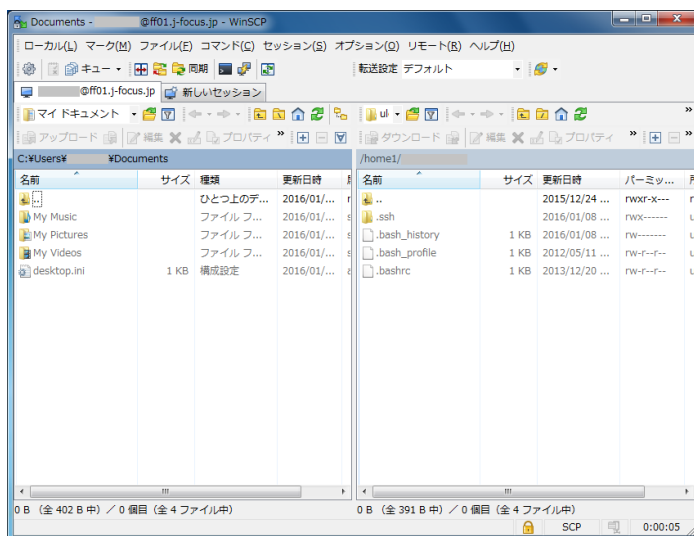 Documents - @ff01.j-focus.jp - WinSCP
ローカル(L) マーク(M) ファイル(F) コマンド(C) セッション(S) オプション(O) リモート(R) ヘルプ(H)
キュー 同期 転送設定 デフォルト
@ff01.j-focus.jp 新しいセッション
マイ ドキュメント
アップロード 編集 プロパティ » ダウンロード 編集 プロパティ »
C:¥Users¥ ¥Documents /home1/
名前 サイズ 種類 更新日時 名前 サイズ 更新日時 パーミッ...
.. ひとつ上のデ... 2016/01/... .. 2015/12/24 ... rwxr-x---
My Music ファイル フ... 2016/01/... .ssh 2016/01/08 ... rwx------
My Pictures ファイル フ... 2016/01/... .bash_history 1 KB 2016/01/08 ... rw-------
My Videos ファイル フ... 2016/01/... .bash_profile 1 KB 2012/05/11 ... rw-r--r--
desktop.ini 1 KB 構成設定 2016/01/... .bashrc 1 KB 2013/12/20 ... rw-r--r--
0 B （全 402 B 中）／ 0 個目（全 4 ファイル中） 0 B （全 391 B 中）／ 0 個目（全 4 ファイル中）
SCP 0:00:05